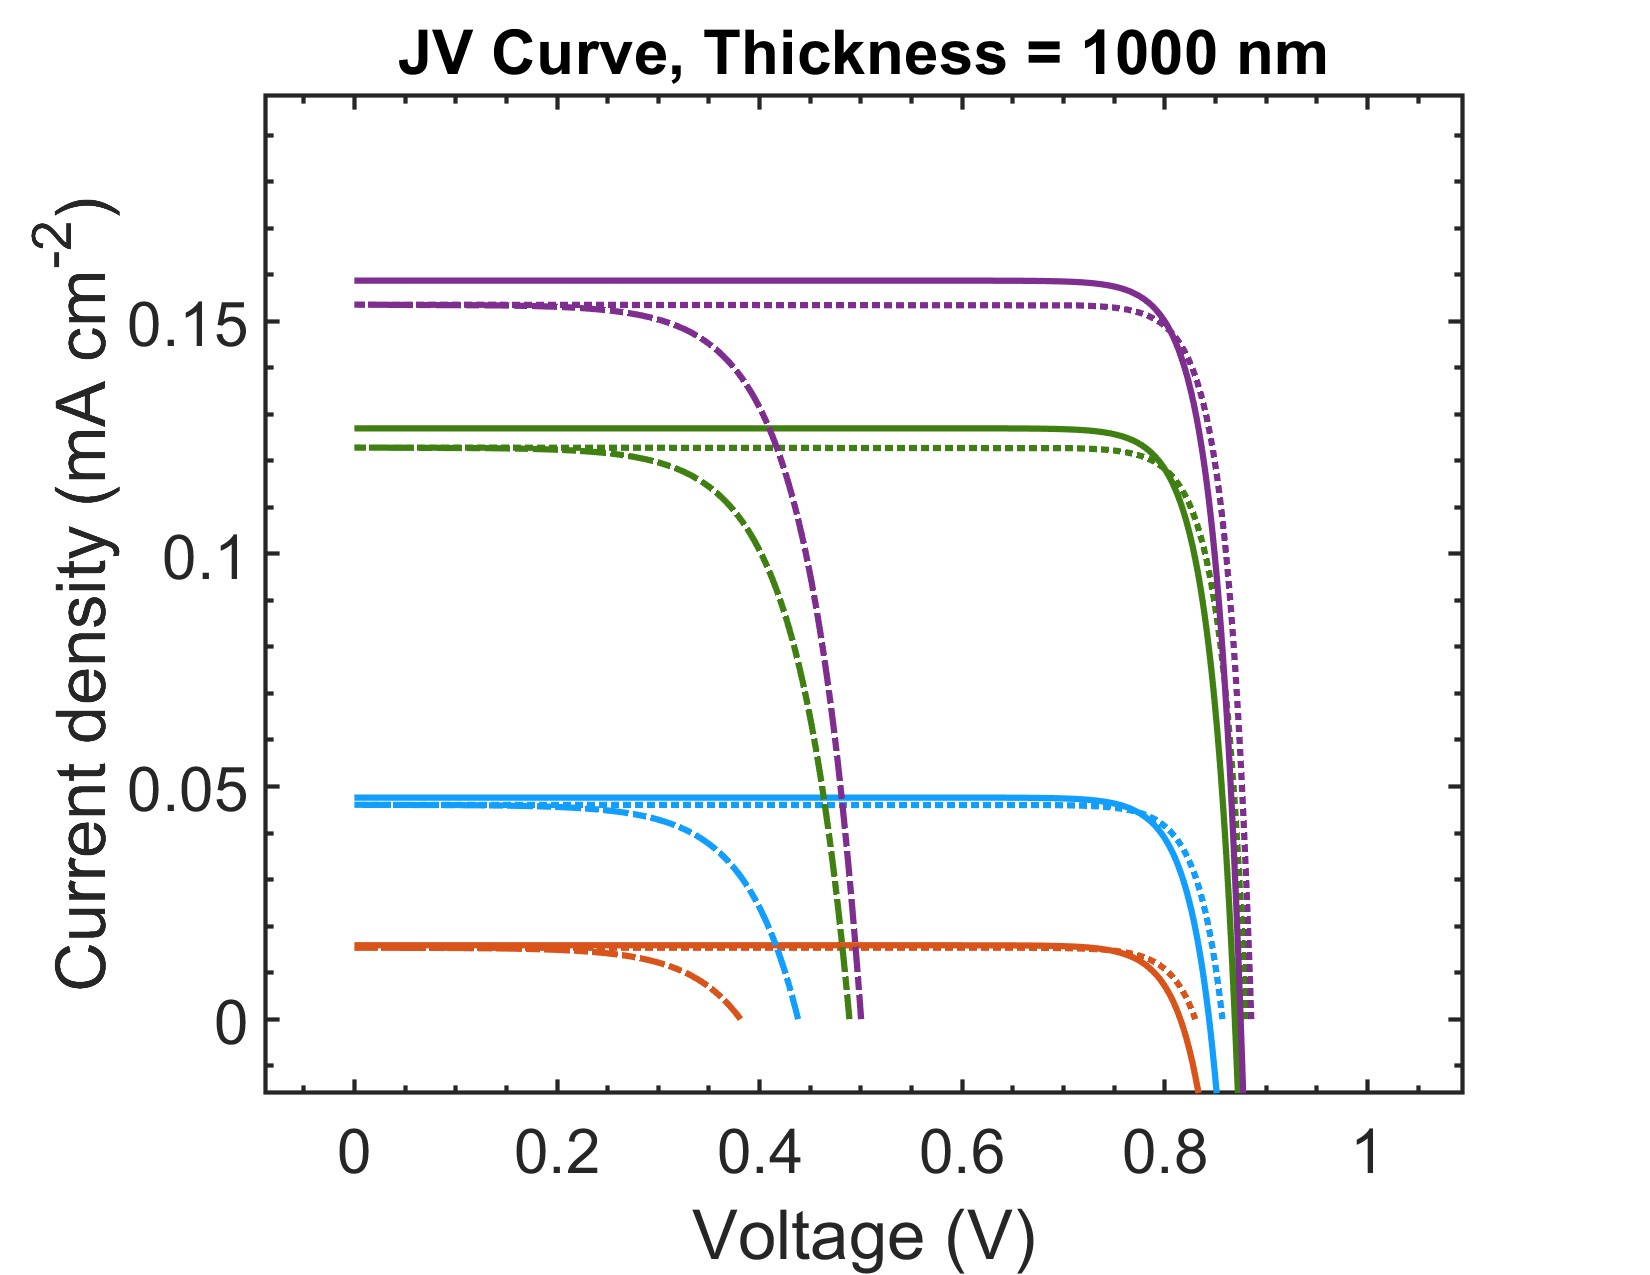 JV Curve, Thickness = 1000 nm
Current density (mA cm-2)
0.15
0.1
0.05
0
0 0.2 0.4 0.6 0.8 1
Voltage (V)